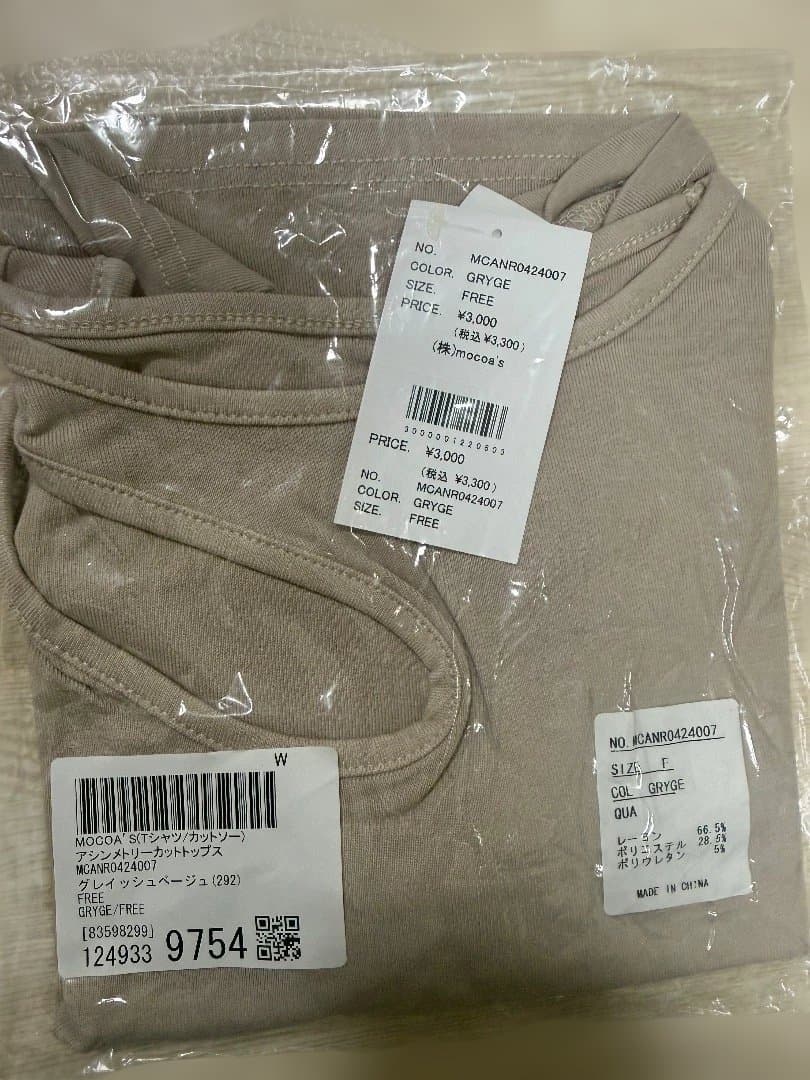 NO. MCANR0424007
COLOR. GRYGE
SIZE. FREE
PRICE. ¥3,000
(税込 ¥3,300)
(株)mocoa's
PRICE. ¥3,000
(税込 ¥3,300)
NO. MCANR0424007
COLOR. GRYGE
SIZE. FREE
W
MOCOA'S(Tシャツ/カットソー)
アシンメトリーカットトップス
MCANR0424007
グレイッシュベージュ(292)
FREE
GRYGE/FREE
[83598299]
124933 9754
NO. MCANR0424007
SIZE F
COL GRYGE
QUA
レーヨン 66.5%
ポリエステル 28.5%
ポリウレタン 5%
MADE IN CHINA